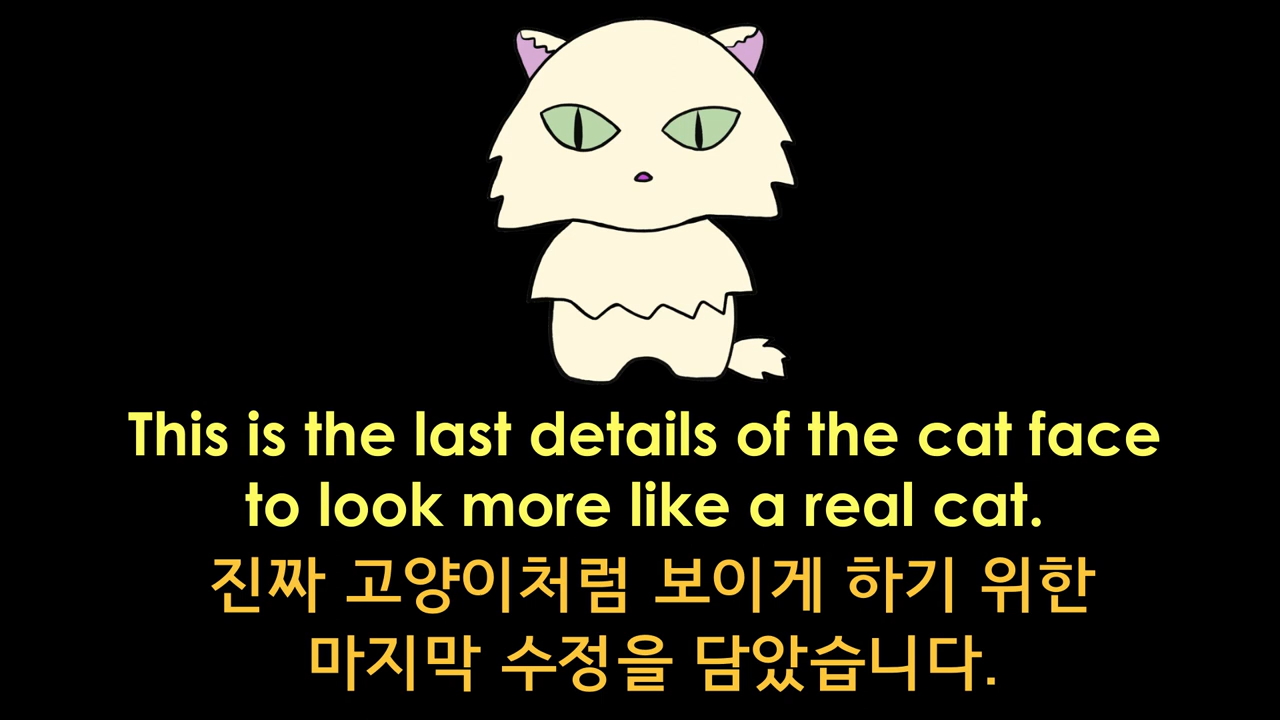 This is the last details of the cat face
to look more like a real cat.
진짜 고양이처럼 보이게 하기 위한
마지막 수정을 담았습니다.